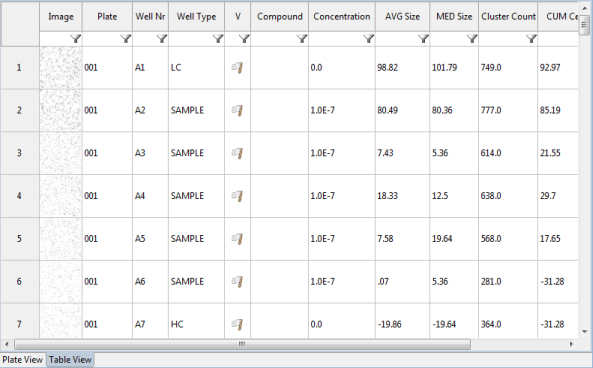 Image Plate Well Nr Well Type V Compound Concentration AVG Size MED Size Cluster Count CUM Ce
1 001 A1 LC 0.0 98.82 101.79 749.0 92.97
2 001 A2 SAMPLE 1.0E-7 80.49 80.36 777.0 85.19
3 001 A3 SAMPLE 1.0E-7 7.43 5.36 614.0 21.55
4 001 A4 SAMPLE 1.0E-7 18.33 12.5 638.0 29.7
5 001 A5 SAMPLE 1.0E-7 7.58 19.64 568.0 17.65
6 001 A6 SAMPLE 1.0E-7 .07 5.36 281.0 -31.28
7 001 A7 HC 0.0 -19.86 -19.64 364.0 -31.28
Plate View Table View